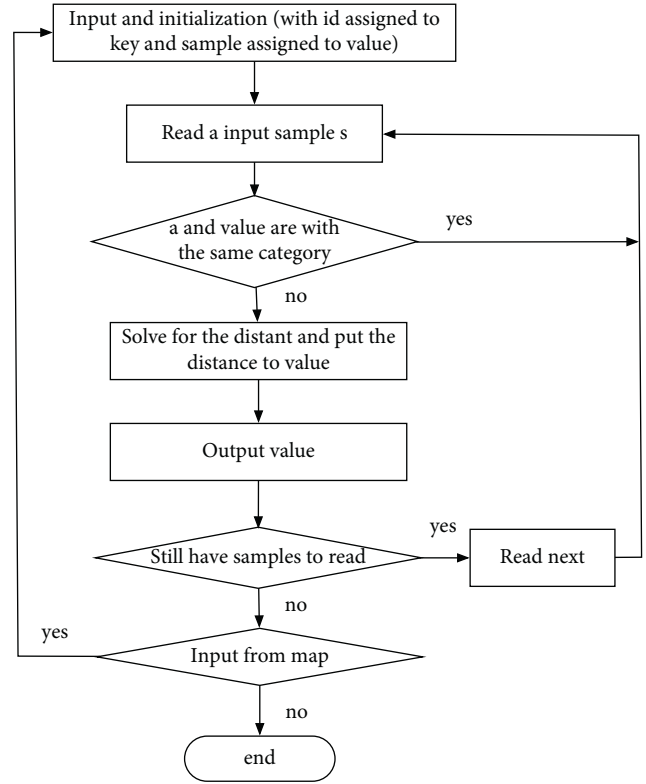 Input and initialization (with id assigned to
key and sample assigned to value)
Read a input sample s
a and value are with
the same category
yes
no
Solve for the distant and put the
distance to value
Output value
Still have samples to read
yes
Read next
no
yes
Input from map
no
end